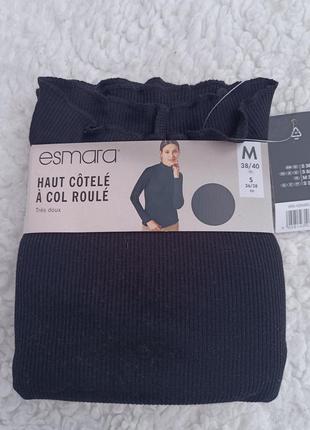 esmara
HAUT CÔTELÉ
À COL ROULÉ
Très doux
M
38/40
S
36/38